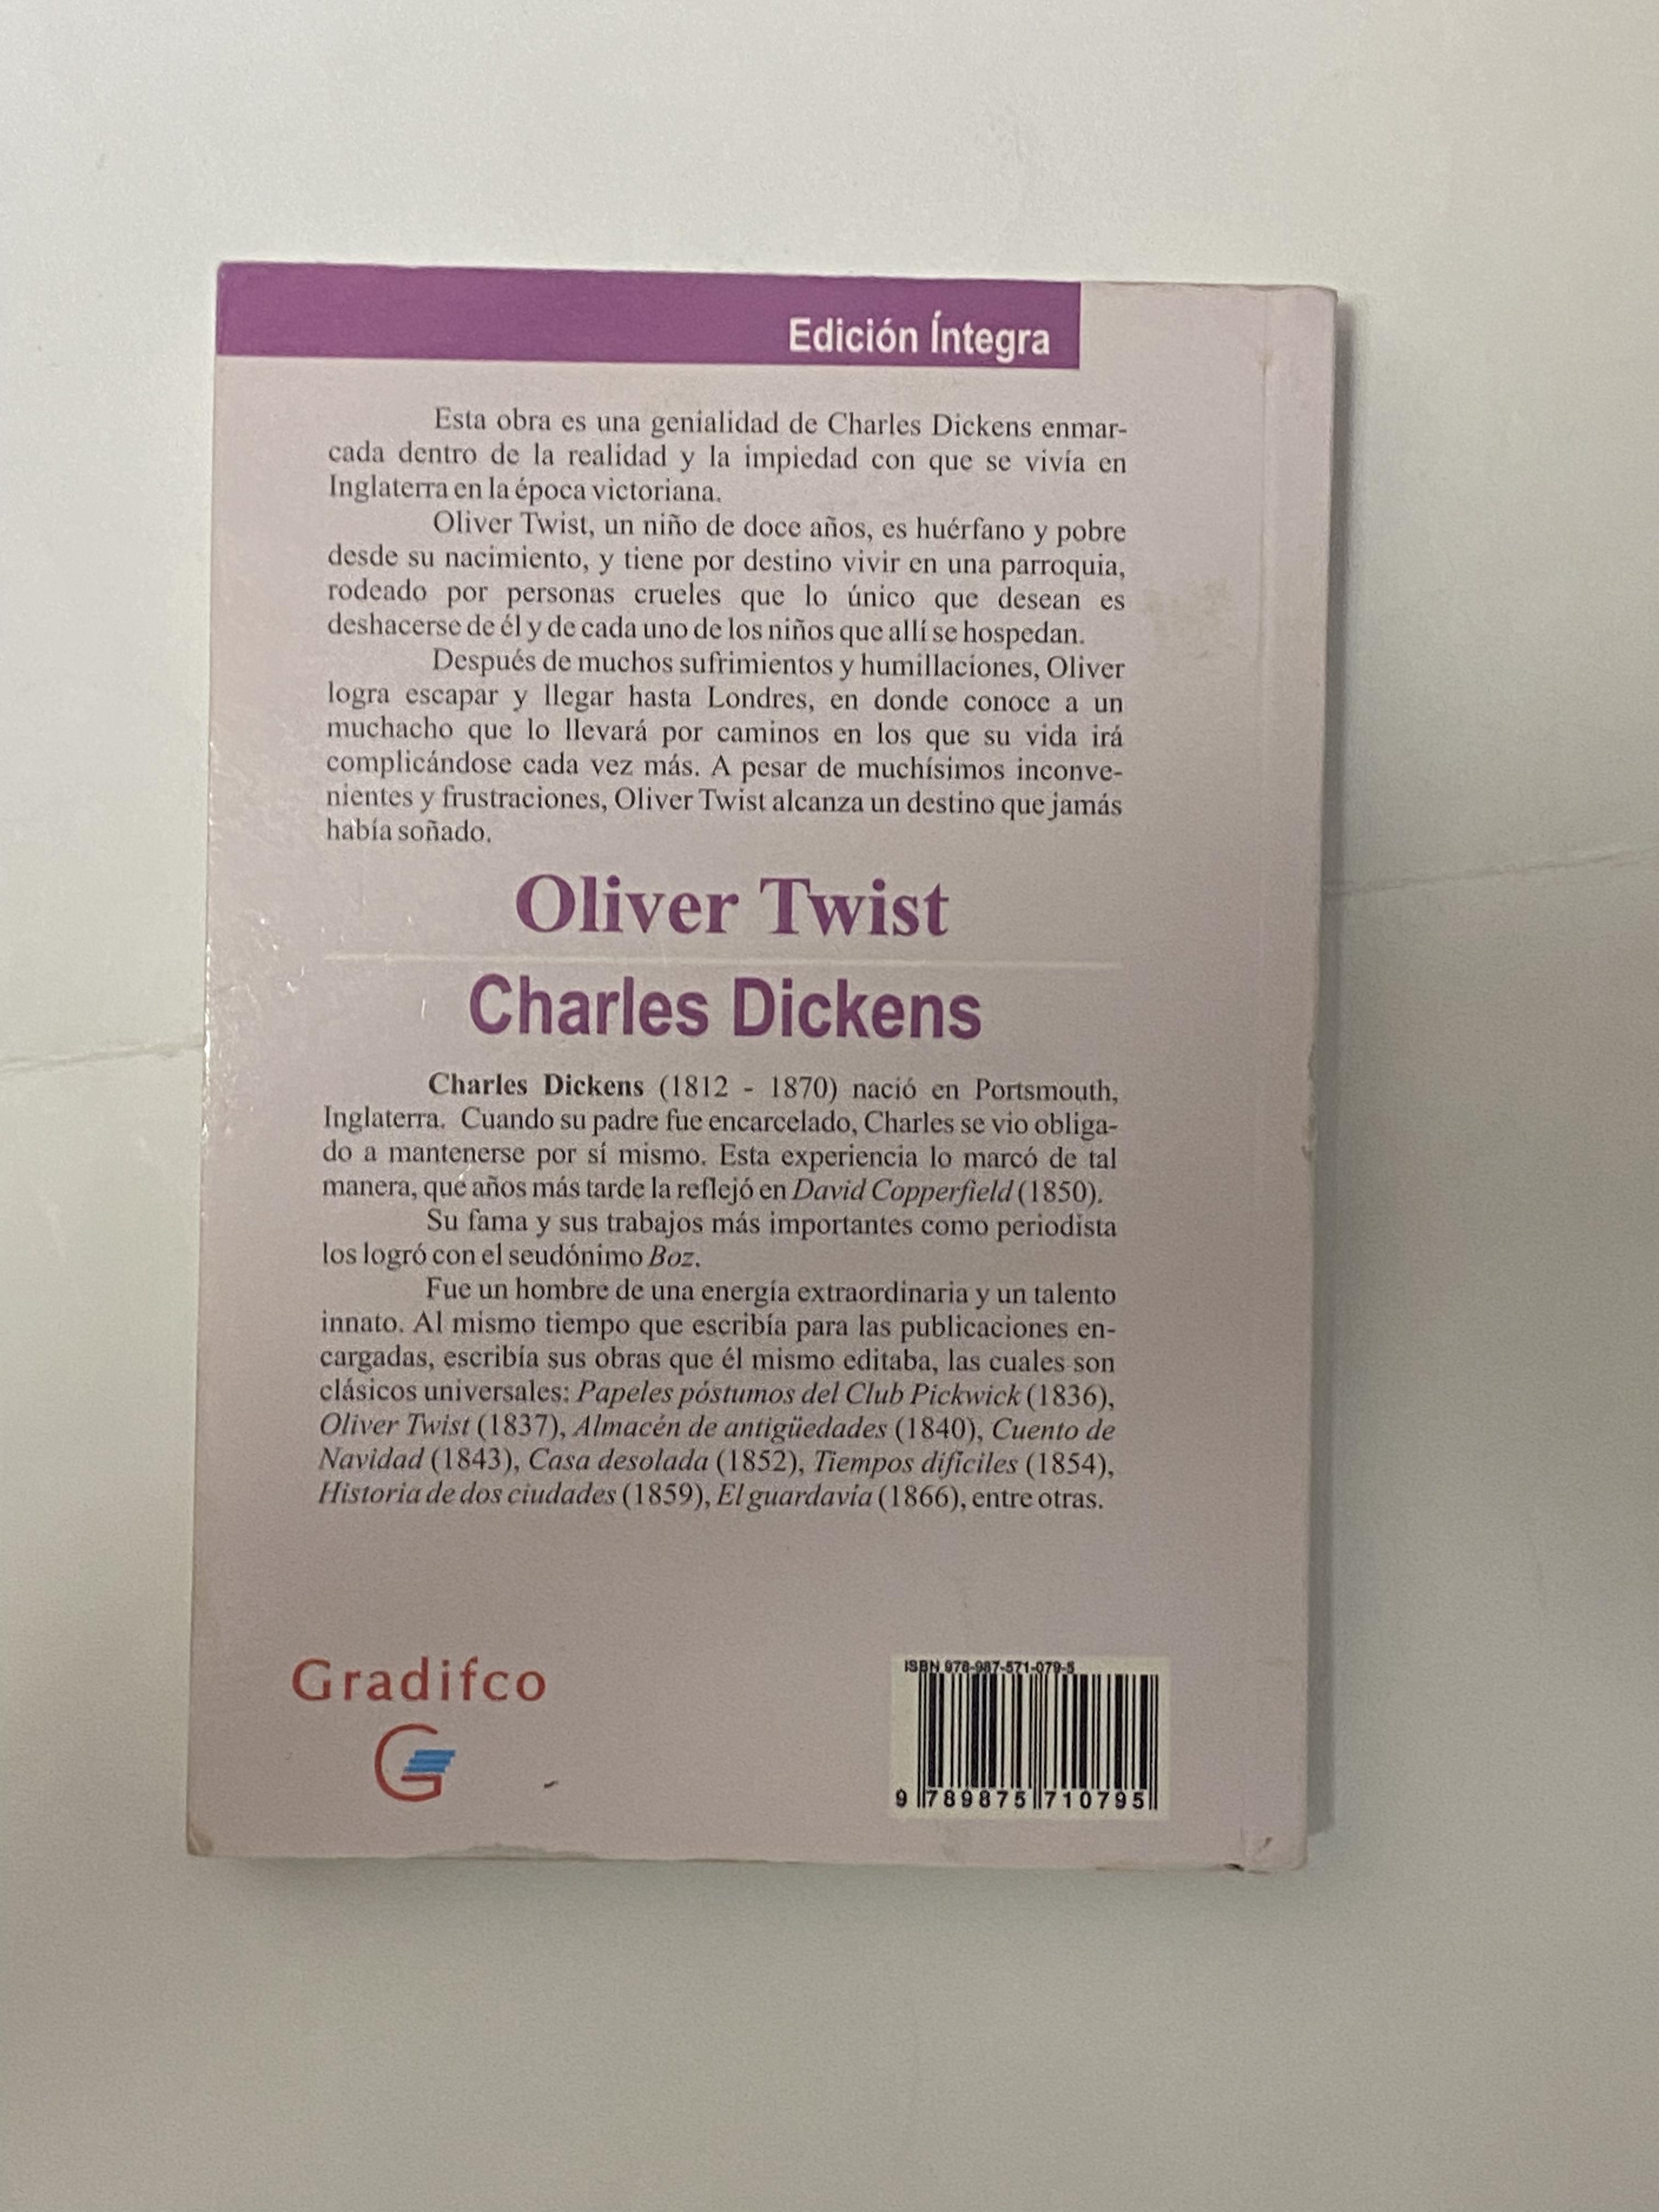 Edición Íntegra
Esta obra es una genialidad de Charles Dickens enmar-
cada dentro de la realidad y la impiedad con que se vivía en
Inglaterra en la época victoriana.
Oliver Twist, un niño de doce años, es huérfano y pobre
desde su nacimiento, y tiene por destino vivir en una parroquia,
rodeado por personas crueles que lo único que desean es
deshacerse de él y de cada uno de los niños que allí se hospedan.
Después de muchos sufrimientos y humillaciones, Oliver
logra escapar y llegar hasta Londres, en donde conoce a un
muchacho que lo llevará por caminos en los que su vida irá
complicándose cada vez más. A pesar de muchísimos inconve-
nientes y frustraciones, Oliver Twist alcanza un destino que jamás
había soñado.
Oliver Twist
Charles Dickens
Charles Dickens (1812 - 1870) nació en Portsmouth,
Inglaterra. Cuando su padre fue encarcelado, Charles se vio obliga-
do a mantenerse por sí mismo. Esta experiencia lo marcó de tal
manera, que años más tarde la reflejó en David Copperfield (1850).
Su fama y sus trabajos más importantes como periodista
los logró con el seudónimo Boz.
Fue un hombre de una energía extraordinaria y un talento
innato. Al mismo tiempo que escribía para las publicaciones en-
cargadas, escribía sus obras que él mismo editaba, las cuales son
clásicos universales: Papeles póstumos del Club Pickwick (1836),
Oliver Twist (1837), Almacén de antigüedades (1840), Cuento de
Navidad (1843), Casa desolada (1852), Tiempos difíciles (1854),
Historia de dos ciudades (1859), El guardavía (1866), entre otras.
Gradifco
ISBN 978-987-571-079-5
9 789875 710795